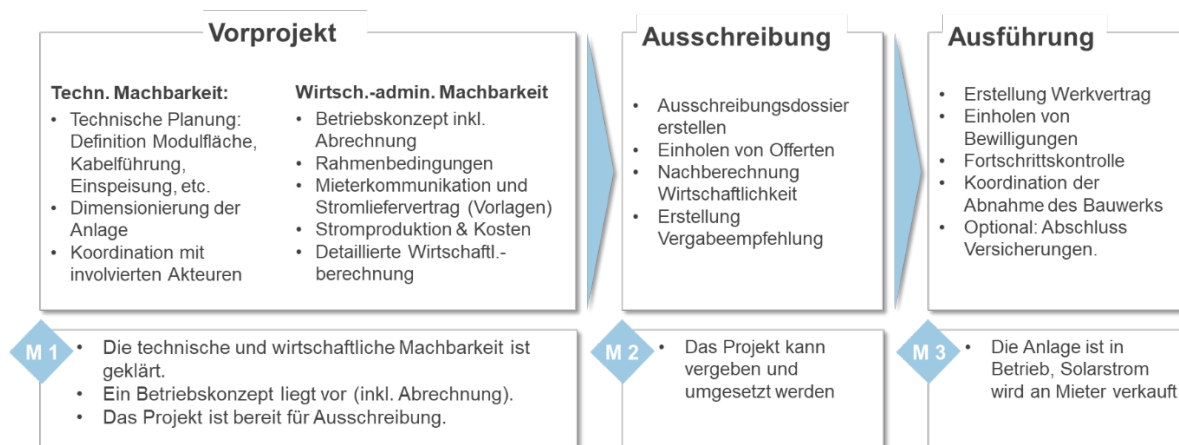 Vorprojekt
Techn. Machbarkeit:
• Technische Planung:
Definition Modulfläche,
Kabelführung,
Einspeisung, etc.
• Dimensionierung der
Anlage
• Koordination mit
involvierten Akteuren
Wirtsch.-admin. Machbarkeit
• Betriebskonzept inkl.
Abrechnung
• Rahmenbedingungen
• Mieterkommunikation und
Stromliefervertrag (Vorlagen)
• Stromproduktion & Kosten
• Detaillierte Wirtschaftl.-
berechnung
Ausschreibung
• Ausschreibungsdossier
erstellen
• Einholen von Offerten
• Nachberechnung
Wirtschaftlichkeit
• Erstellung
Vergabeempfehlung
Ausführung
• Erstellung Werkvertrag
• Einholen von
Bewilligungen
• Fortschrittskontrolle
• Koordination der
Abnahme des Bauwerks
• Optional: Abschluss
Versicherungen.
M 1
• Die technische und wirtschaftliche Machbarkeit ist
geklärt.
• Ein Betriebskonzept liegt vor (inkl. Abrechnung).
• Das Projekt ist bereit für Ausschreibung.
M 2
• Das Projekt kann
vergeben und
umgesetzt werden
M 3
• Die Anlage ist in
Betrieb, Solarstrom
wird an Mieter verkauft